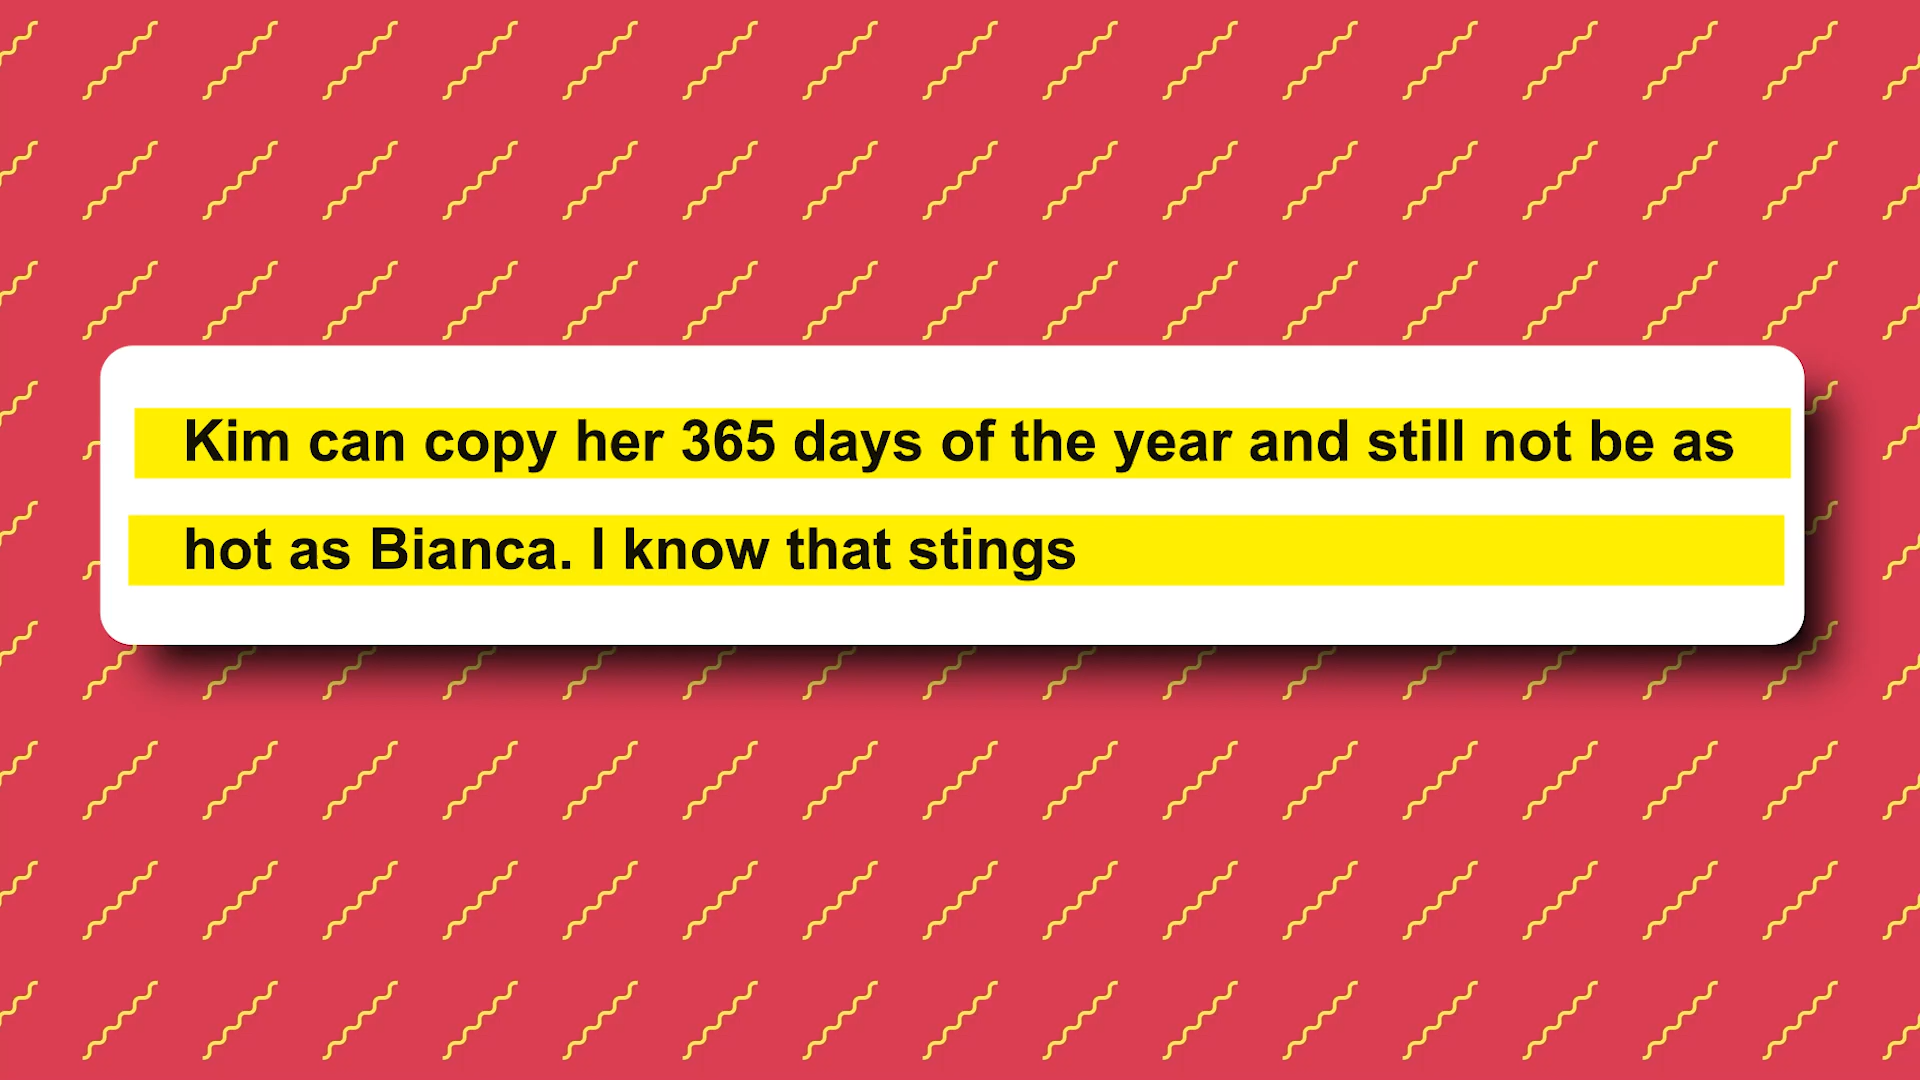 Kim can copy her 365 days of the year and still not be as
hot as Bianca. I know that stings